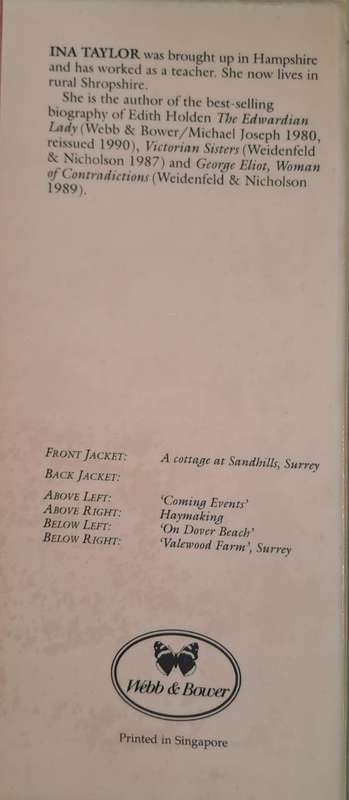 INA TAYLOR was brought up in Hampshire
and has worked as a teacher. She now lives in
rural Shropshire.
She is the author of the best-selling
biography of Edith Holden The Edwardian
Lady (Webb & Bower/Michael Joseph 1980,
reissued 1990), Victorian Sisters (Weidenfeld
& Nicholson 1987) and George Eliot, Woman
of Contradictions (Weidenfeld & Nicholson
1989).
FRONT JACKET: A cottage at Sandhills, Surrey
BACK JACKET:
ABOVE LEFT: ‘Coming Events’
ABOVE RIGHT: Haymaking
BELOW LEFT: ‘On Dover Beach’
BELOW RIGHT: ‘Valewood Farm’, Surrey
Webb & Bower
Printed in Singapore